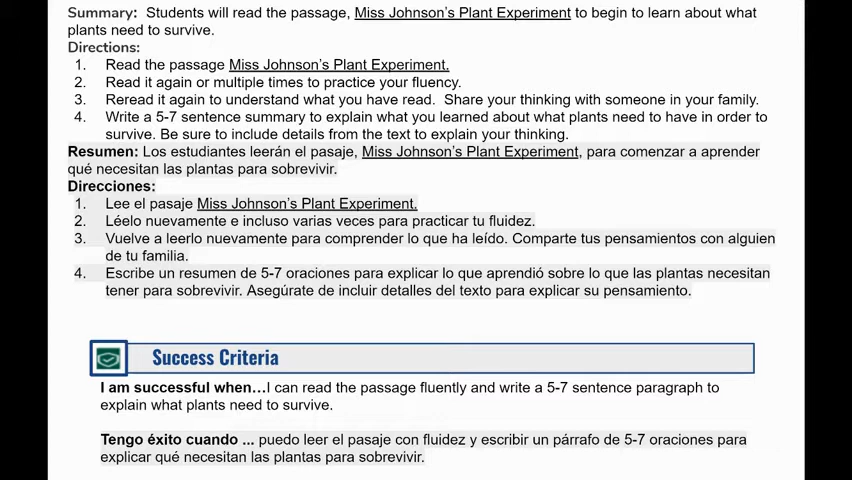 Summary: Students will read the passage, Miss Johnson's Plant Experiment to begin to learn about what
plants need to survive.
Directions:
1. Read the passage Miss Johnson's Plant Experiment.
2. Read it again or multiple times to practice your fluency.
3. Reread it again to understand what you have read. Share your thinking with someone in your family.
4. Write a 5-7 sentence summary to explain what you learned about what plants need to have in order to
survive. Be sure to include details from the text to explain your thinking.
Resumen: Los estudiantes leerán el pasaje, Miss Johnson's Plant Experiment, para comenzar a aprender
qué necesitan las plantas para sobrevivir.
Direcciones:
1. Lee el pasaje Miss Johnson's Plant Experiment.
2. Léelo nuevamente e incluso varias veces para practicar tu fluidez.
3. Vuelve a leerlo nuevamente para comprender lo que ha leído. Comparte tus pensamientos con alguien
de tu familia.
4. Escribe un resumen de 5-7 oraciones para explicar lo que aprendió sobre lo que las plantas necesitan
tener para sobrevivir. Asegúrate de incluir detalles del texto para explicar su pensamiento.
Success Criteria
I am successful when…I can read the passage fluently and write a 5-7 sentence paragraph to
explain what plants need to survive.
Tengo éxito cuando ... puedo leer el pasaje con fluidez y escribir un párrafo de 5-7 oraciones para
explicar qué necesitan las plantas para sobrevivir.